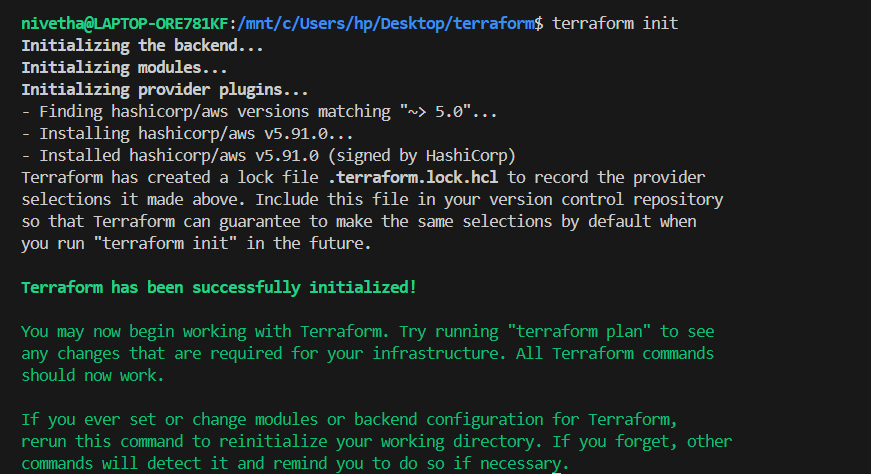 nivetha@LAPTOP-ORE781KF:/mnt/c/Users/hp/Desktop/terraform$ terraform init
Initializing the backend...
Initializing modules...
Initializing provider plugins...
- Finding hashicorp/aws versions matching "~> 5.0"...
- Installing hashicorp/aws v5.91.0...
- Installed hashicorp/aws v5.91.0 (signed by HashiCorp)
Terraform has created a lock file .terraform.lock.hcl to record the provider
selections it made above. Include this file in your version control repository
so that Terraform can guarantee to make the same selections by default when
you run "terraform init" in the future.
Terraform has been successfully initialized!
You may now begin working with Terraform. Try running "terraform plan" to see
any changes that are required for your infrastructure. All Terraform commands
should now work.
If you ever set or change modules or backend configuration for Terraform,
rerun this command to reinitialize your working directory. If you forget, other
commands will detect it and remind you to do so if necessary.